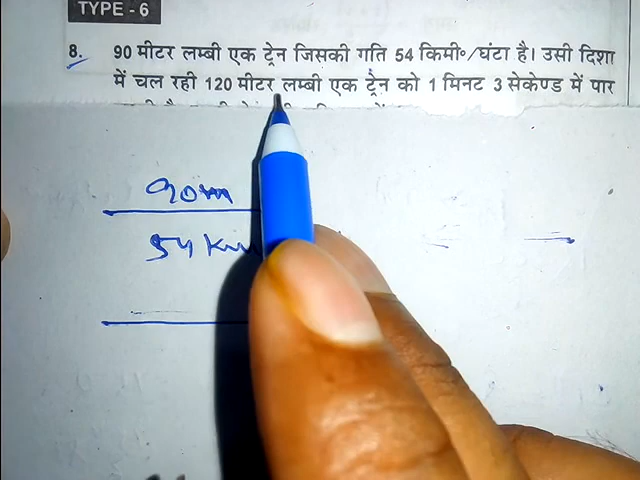 TYPE - 6
8. 90 मीटर लम्बी एक ट्रेन जिसकी गति 54 किमी०/घंटा है। उसी दिशा
में चल रही 120 मीटर लम्बी एक ट्रेन को 1 मिनट 3 सेकेण्ड में पार
90m
54 Km